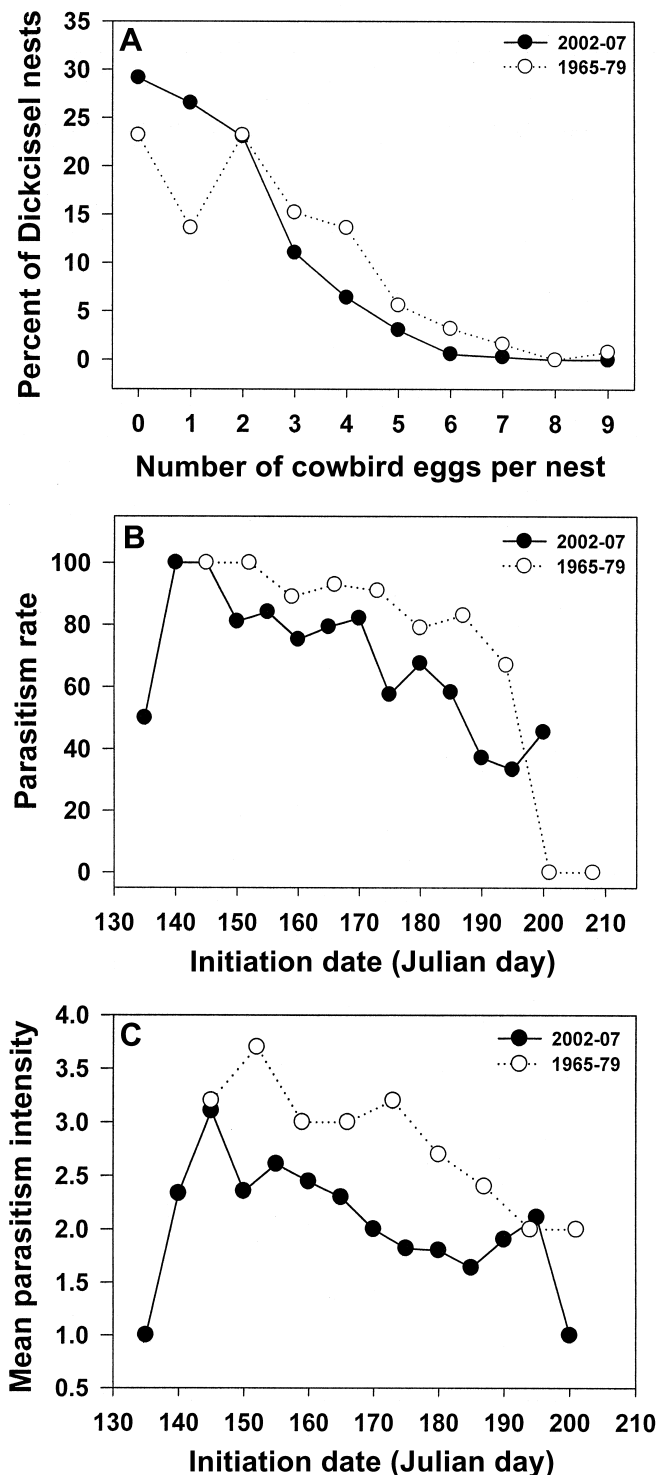 A
2002-07
1965-79
35
30
25
20
15
10
5
0
Percent of Dickcissel nests
0 1 2 3 4 5 6 7 8 9
Number of cowbird eggs per nest
B
2002-07
1965-79
100
80
60
40
20
0
Parasitism rate
130 140 150 160 170 180 190 200 210
Initiation date (Julian day)
C
2002-07
1965-79
4.0
3.5
3.0
2.5
2.0
1.5
1.0
0.5
Mean parasitism intensity
130 140 150 160 170 180 190 200 210
Initiation date (Julian day)